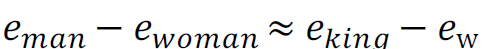 e_man − e_woman ≈ e_king − e_w